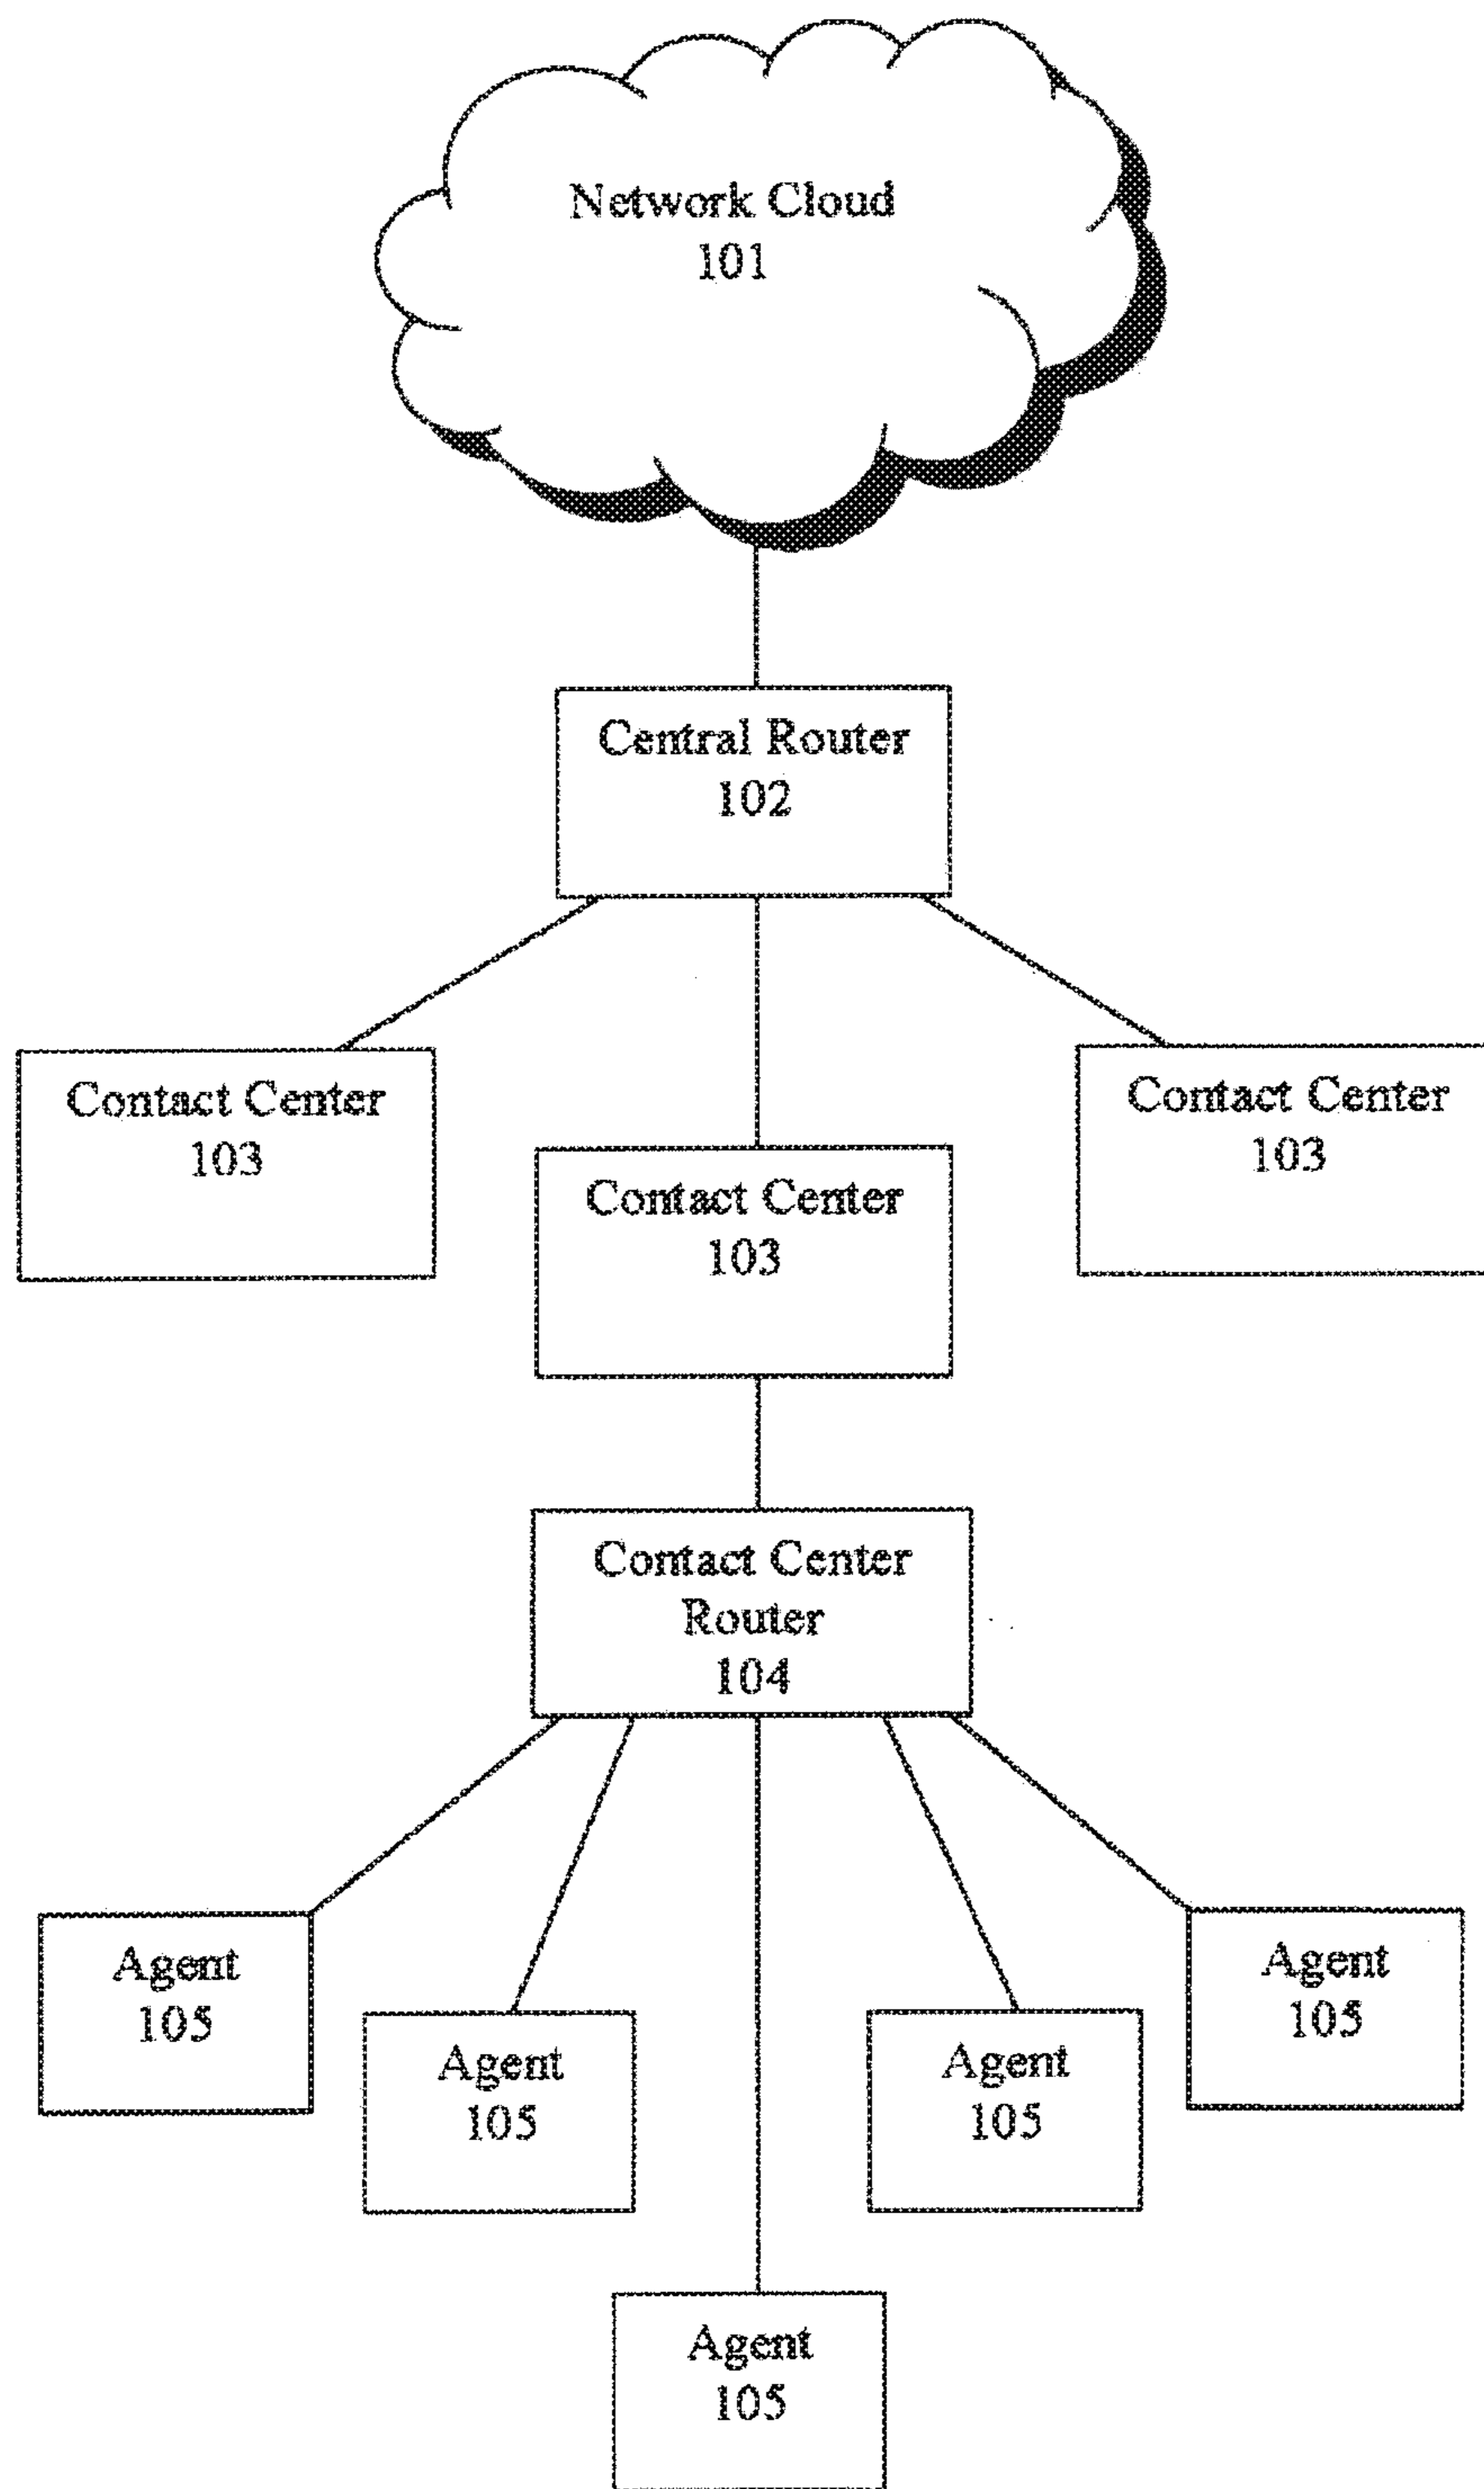 Network Cloud
101
Central Router
102
Contact Center
103
Contact Center
103
Contact Center
103
Contact Center
Router
104
Agent
105
Agent
105
Agent
105
Agent
105
Agent
105